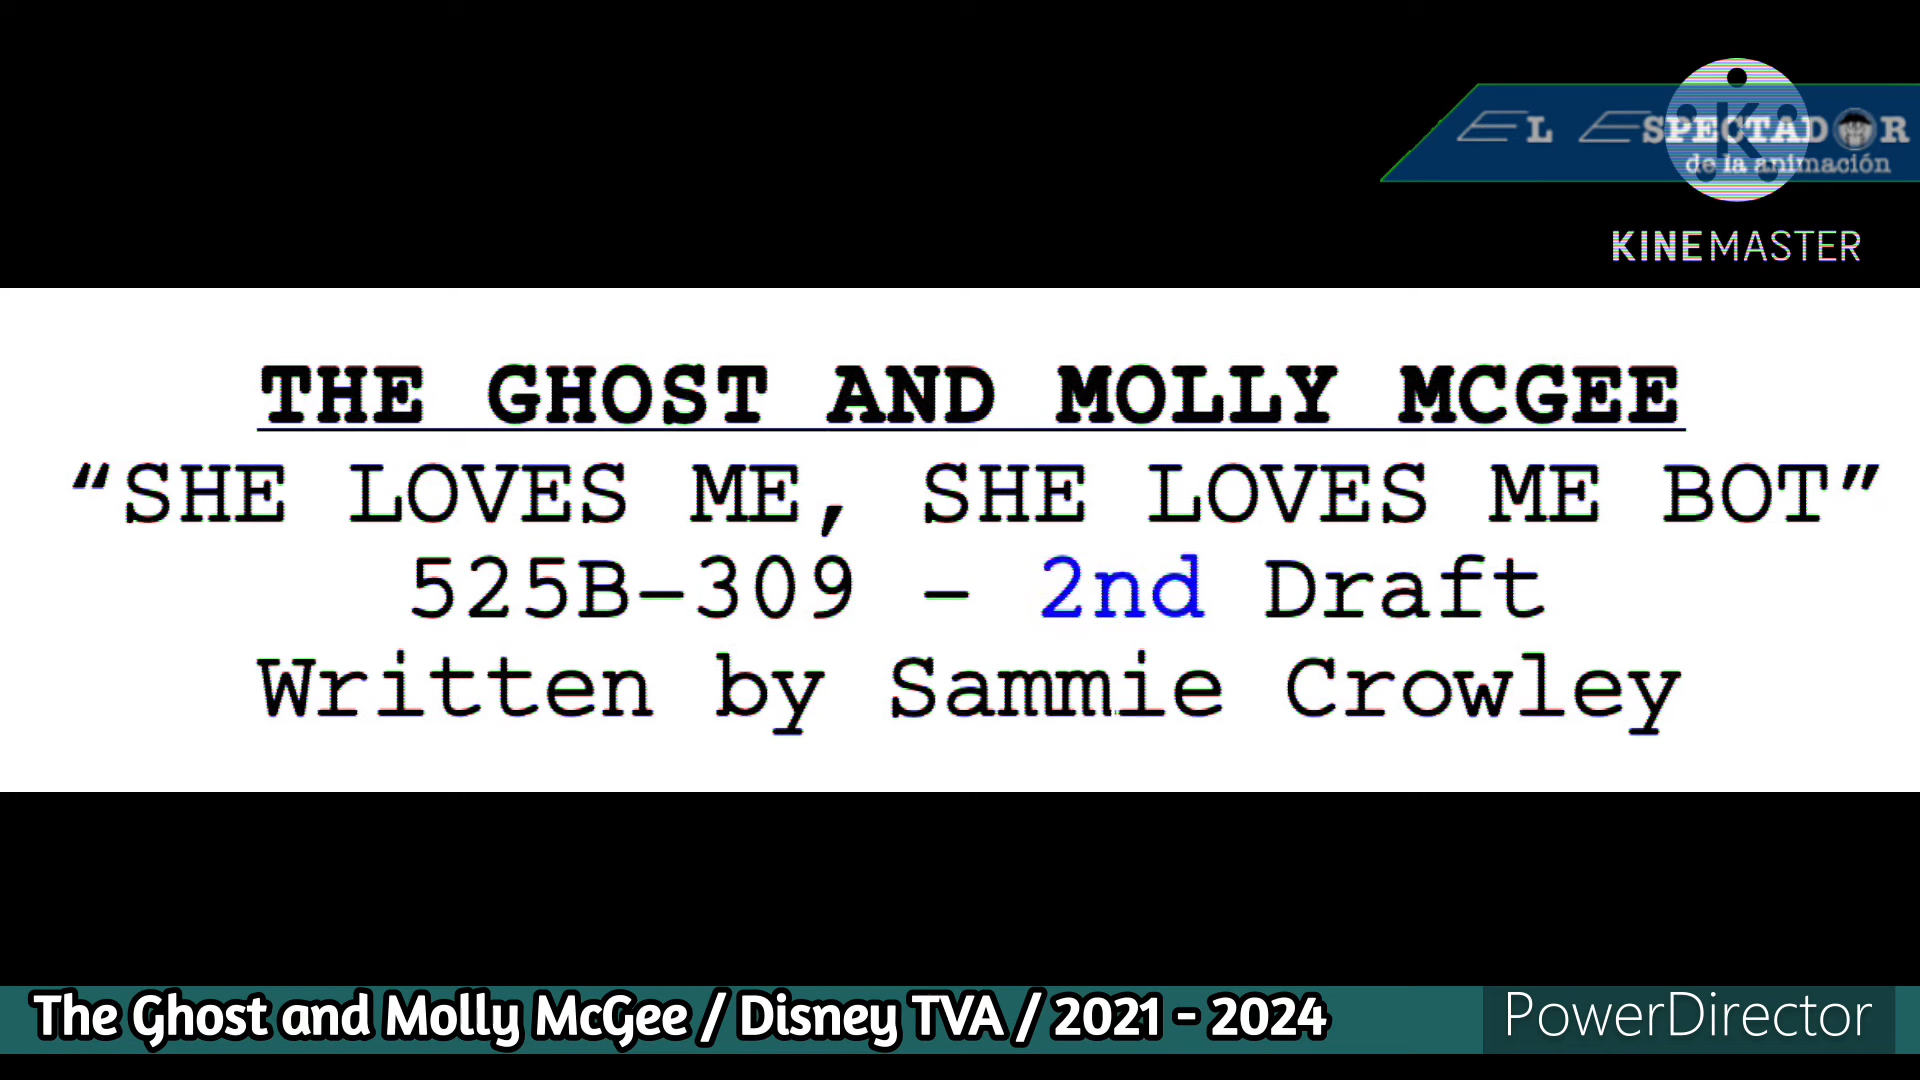 EL ESPECTADOR
de la animación
KINEMASTER
THE GHOST AND MOLLY MCGEE
“SHE LOVES ME, SHE LOVES ME BOT”
525B-309 - 2nd Draft
Written by Sammie Crowley
The Ghost and Molly McGee / Disney TVA / 2021 - 2024
PowerDirector